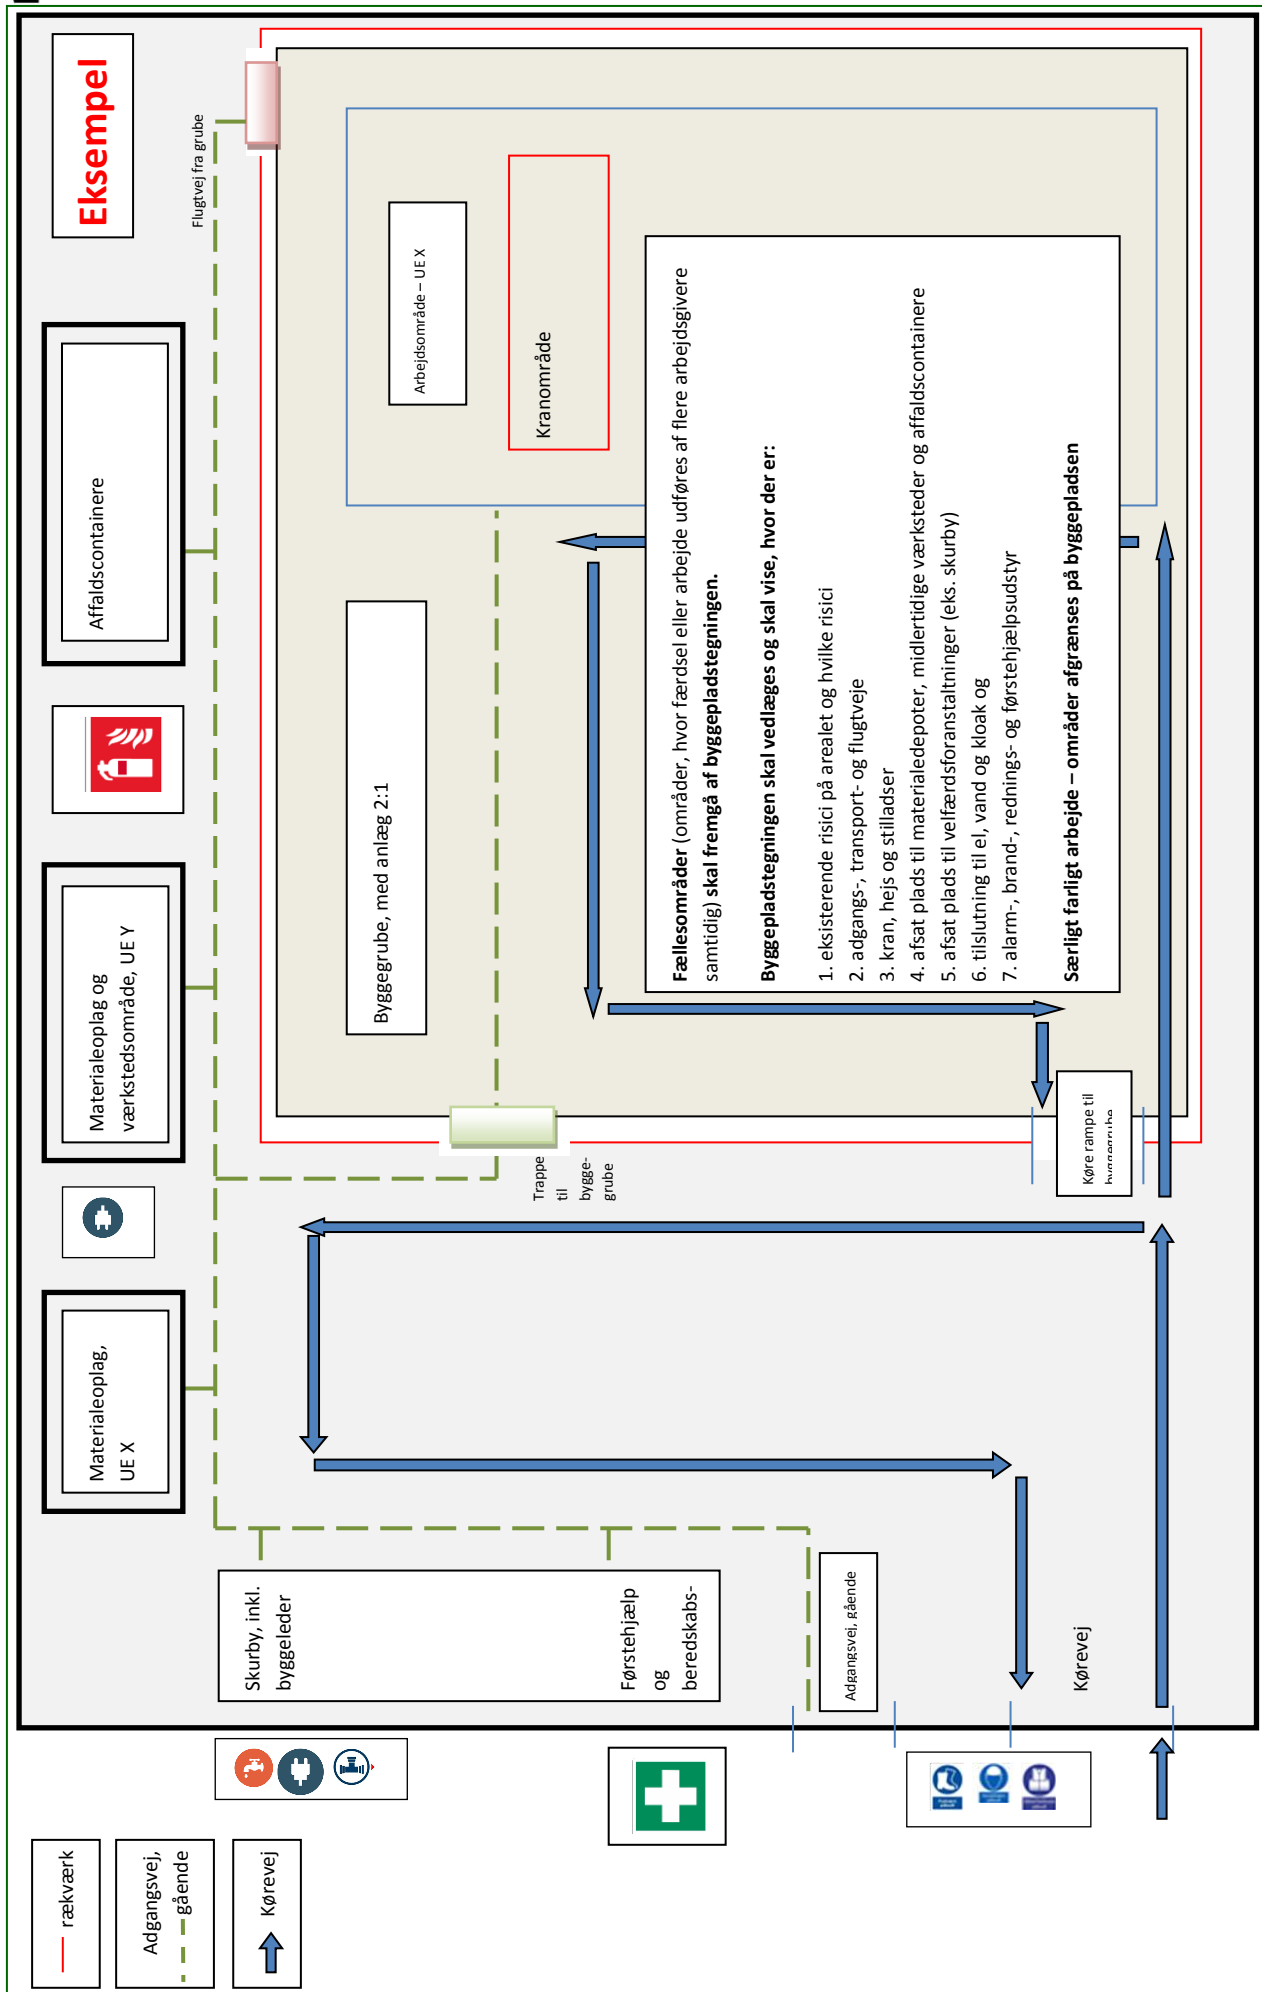 Eksempel
Flugtvej fra grube
Materialeoplag,
UE X
Materialeoplag og
værkstedsområde, UE Y
Affaldscontainere
Skurby, inkl.
byggeleder
Førstehjælp
og
beredskabs-
Adgangsvej, gående
Kørevej
Trappe
til
bygge-
grube
Byggegrube, med anlæg 2:1
Arbejdsområde – UE X
Kranområde
Køre rampe til
byggegrube
Fællesområder (områder, hvor færdsel eller arbejde udføres af flere arbejdsgivere
samtidig) skal fremgå af byggepladstegningen.
Byggepladstegningen skal vedlæges og skal vise, hvor der er:
1. eksisterende risici på arealet og hvilke risici
2. adgangs-, transport- og flugtveje
3. kran, hejs og stilladser
4. afsat plads til materialedepoter, midlertidige værksteder og affaldscontainere
5. afsat plads til velfærdsforanstaltninger (eks. skurby)
6. tilslutning til el, vand og kloak og
7. alarm-, brand-, rednings- og førstehjælpsudstyr
Særligt farligt arbejde – områder afgrænses på byggepladsen
rækværk
Adgangsvej,
gående
Kørevej